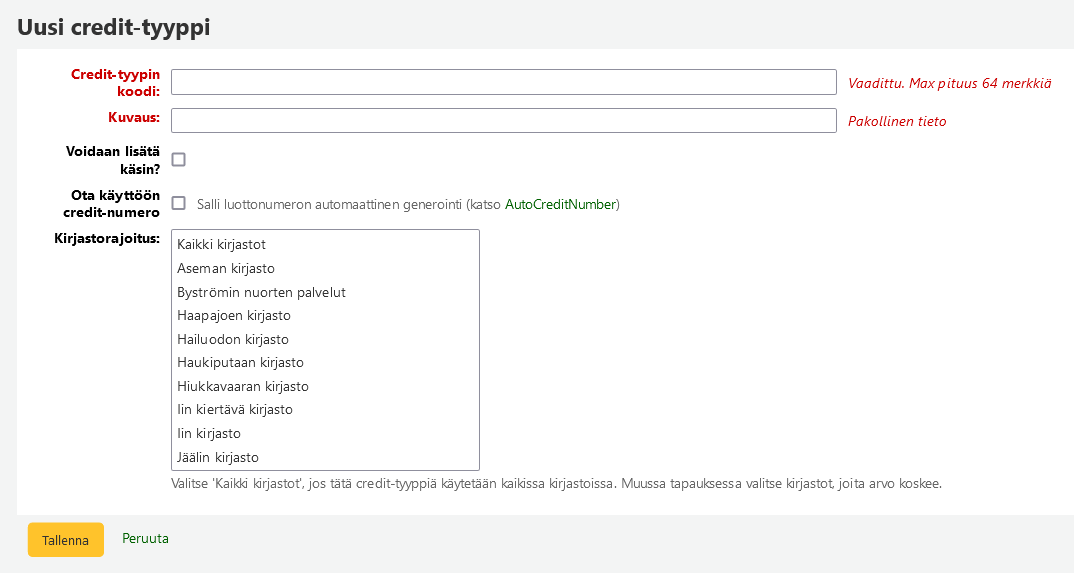 Uusi credit-tyyppi
Credit-tyypin
koodi:
Vaadittu. Max pituus 64 merkkiä
Kuvaus:
Pakollinen tieto
Voidaan lisätä
käsin?
Ota käyttöön
credit-numero
Salli luottonumeron automaattinen generointi (katso AutoCreditNumber)
Kirjastorajoitus:
Kaikki kirjastot
Aseman kirjasto
Byströmin nuorten palvelut
Haapajoen kirjasto
Hailuodon kirjasto
Haukiputaan kirjasto
Hiukkavaaran kirjasto
Iin kiertävä kirjasto
Iin kirjasto
Jäälin kirjasto
Valitse 'Kaikki kirjastot', jos tätä credit-tyyppiä käytetään kaikissa kirjastoissa. Muussa tapauksessa valitse kirjastot, joita arvo koskee.
Tallenna
Peruuta